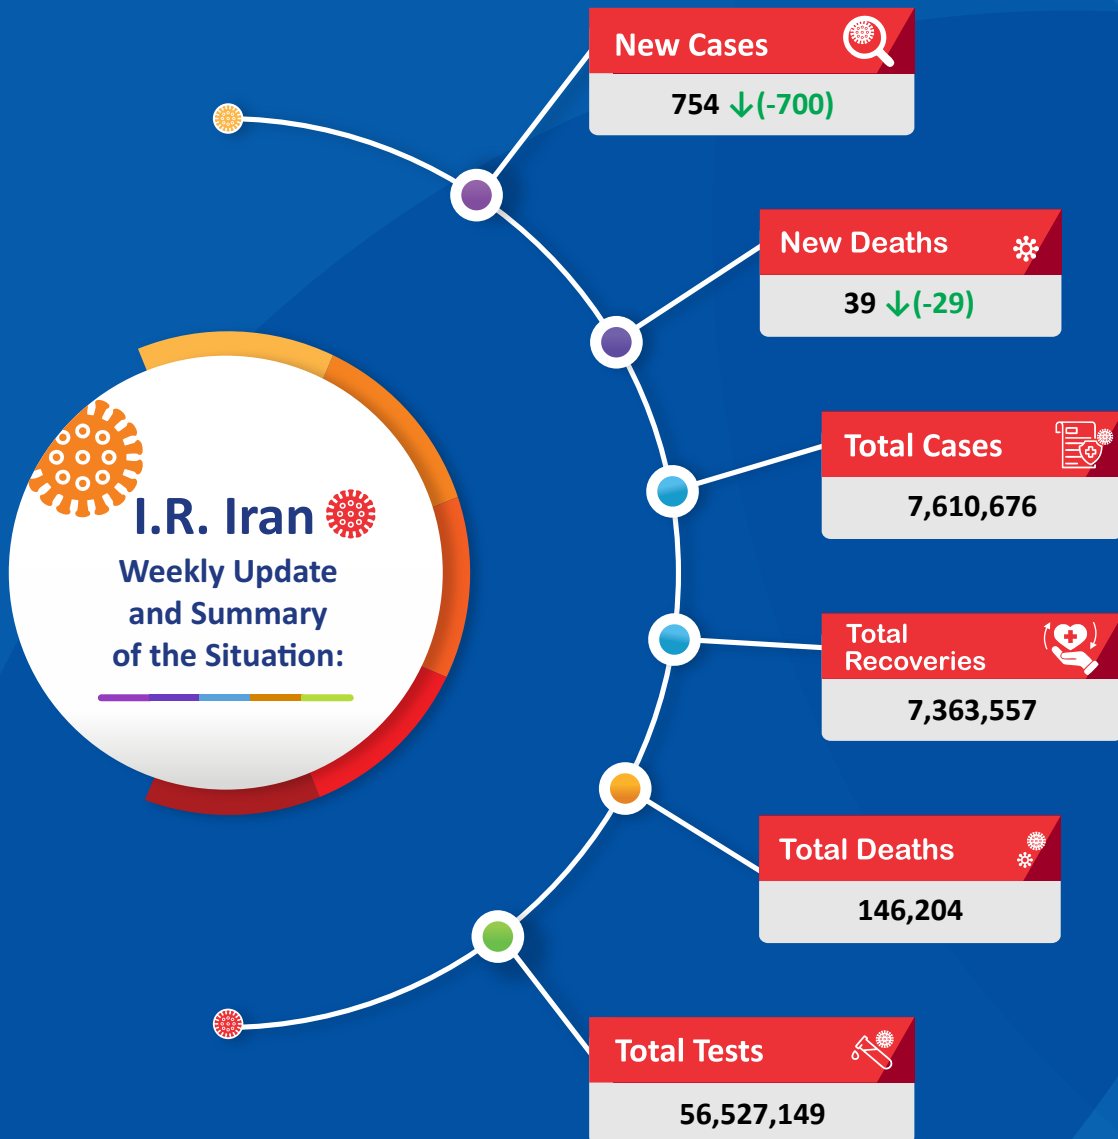 New Cases
754 ↓(-700)
New Deaths
39 ↓(-29)
Total Cases
7,610,676
I.R. Iran
Weekly Update
and Summary
of the Situation:
Total
Recoveries
7,363,557
Total Deaths
146,204
Total Tests
56,527,149